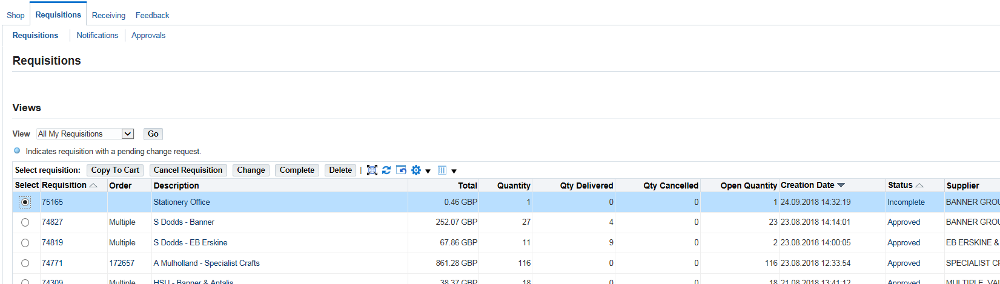 Shop Requisitions Receiving Feedback
Requisitions Notifications Approvals
Requisitions
Views
View All My Requisitions Go
Indicates requisition with a pending change request.
Select requisition: Copy To Cart Cancel Requisition Change Complete Delete
Select Requisition Order Description Total Quantity Qty Delivered Qty Cancelled Open Quantity Creation Date Status Supplier
75165 Stationery Office 0.46 GBP 1 0 0 1 24.09.2018 14:32:19 Incomplete BANNER GROU
74827 Multiple S Dodds - Banner 252.07 GBP 27 4 0 23 23.08.2018 14:14:01 Approved BANNER GROU
74819 Multiple S Dodds - EB Erskine 67.86 GBP 11 9 0 2 23.08.2018 14:00:05 Approved EB ERSKINE &
74771 172657 A Mulholland - Specialist Crafts 861.28 GBP 116 0 0 116 23.08.2018 12:33:54 Approved SPECIALIST CR
74309 Multiple HSU - Banner & Antalis 38.37 GBP 18 0 0 18 21.08.2018 13:41:12 Approved MULTIPLE, VA